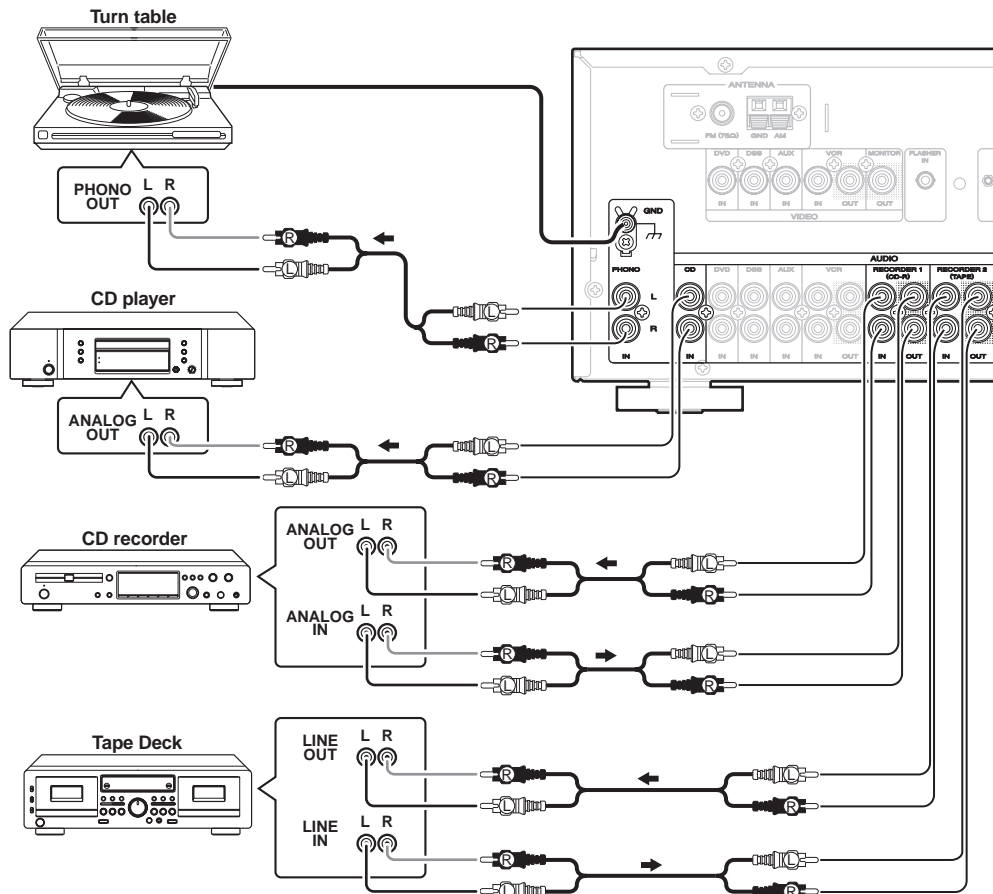 Turn table
PHONO OUT L R
R
L
CD player
ANALOG OUT L R
R
L
CD recorder
ANALOG OUT L R
ANALOG IN L R
R
L
R
L
Tape Deck
LINE OUT L R
LINE IN L R
R
L
R
L
ANTENNA
FM (75Ω) GND AM
DVD DSS AUX VCR MONITOR
IN IN IN IN OUT OUT
VIDEO
FLASHER IN
GND
AUDIO
PHONO CD DVD DSS AUX VCR RECORDER 1 (CD-R) RECORDER 2 (TAPE)
L
R
IN IN IN IN IN IN OUT IN OUT IN OUT
L
R
L
R
L
R
L
R
L
R
L
R